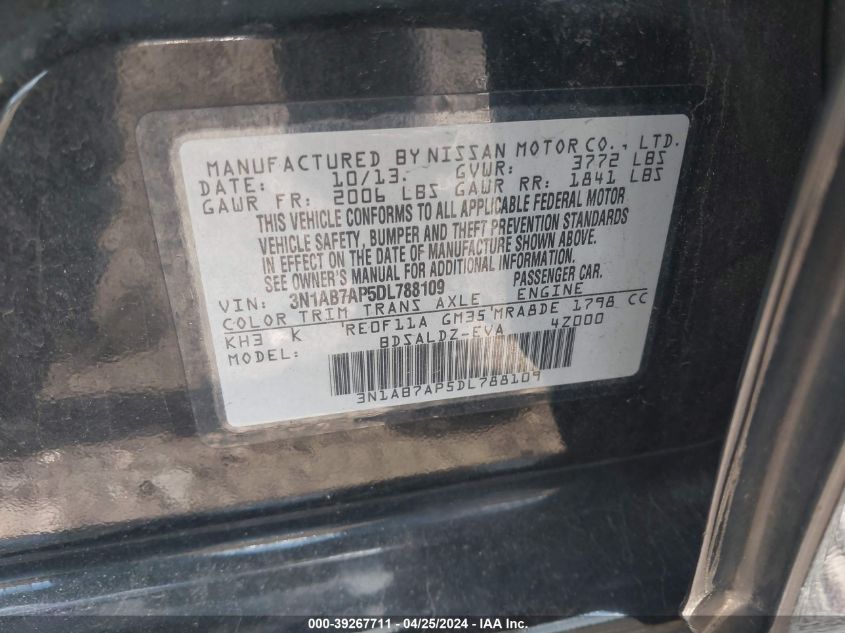 MANUFACTURED BY NISSAN MOTOR CO., LTD.
DATE: 10/13 GVWR: 3772 LBS
GAWR FR: 2006 LBS GAWR RR: 1841 LBS
THIS VEHICLE CONFORMS TO ALL APPLICABLE FEDERAL MOTOR
VEHICLE SAFETY, BUMPER AND THEFT PREVENTION STANDARDS
IN EFFECT ON THE DATE OF MANUFACTURE SHOWN ABOVE.
SEE OWNER'S MANUAL FOR ADDITIONAL INFORMATION.
VIN: 3N1AB7AP5DL788109 PASSENGER CAR.
COLOR TRIM TRANS AXLE ENGINE
KH3 K RE0F11A GM35 MRA8DE 1798 CC
MODEL: BDSALDZ-EVA 4Z000
3N1AB7AP5DL788109
000-39267711 - 04/25/2024 - IAA Inc.